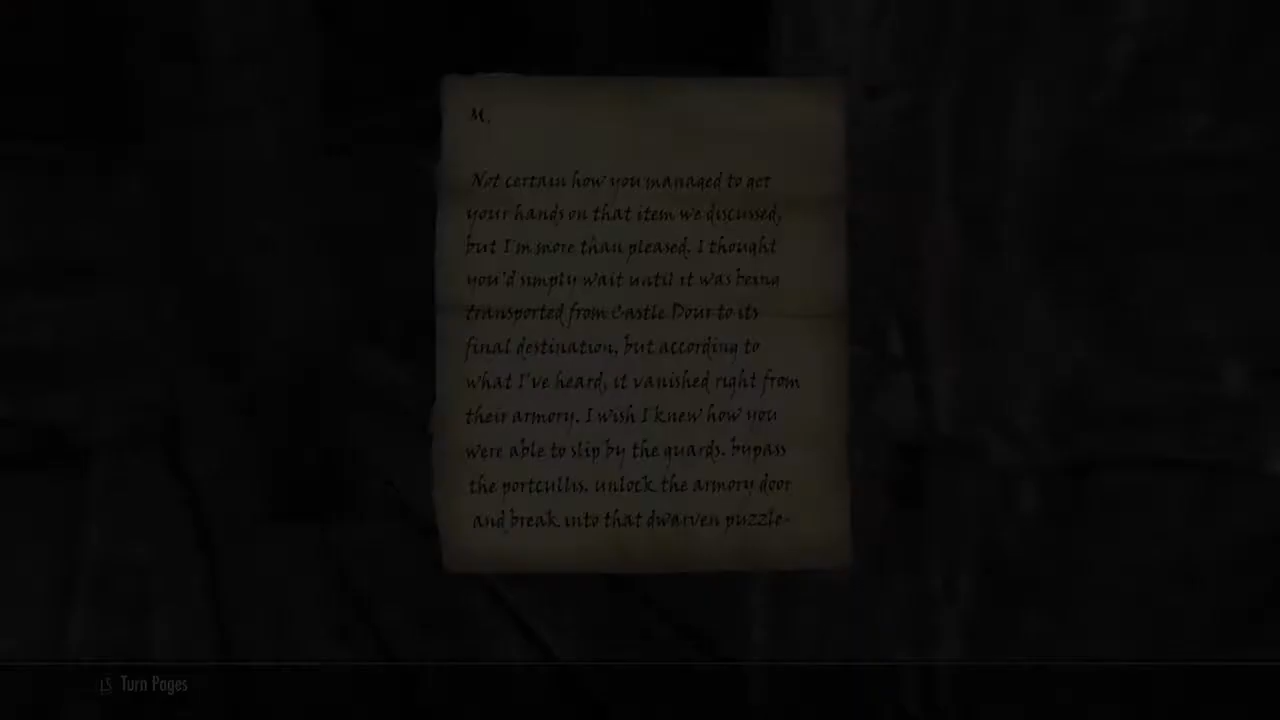 M.
Not certain how you managed to get
your hands on that item we discussed,
but I'm more than pleased. I thought
you'd simply wait until it was being
transported from Castle Dour to its
final destination, but according to
what I've heard, it vanished right from
their armory. I wish I knew how you
were able to slip by the guards, bypass
the portcullis, unlock the armory door
and break into that dwarven puzzle-
LS Turn Pages